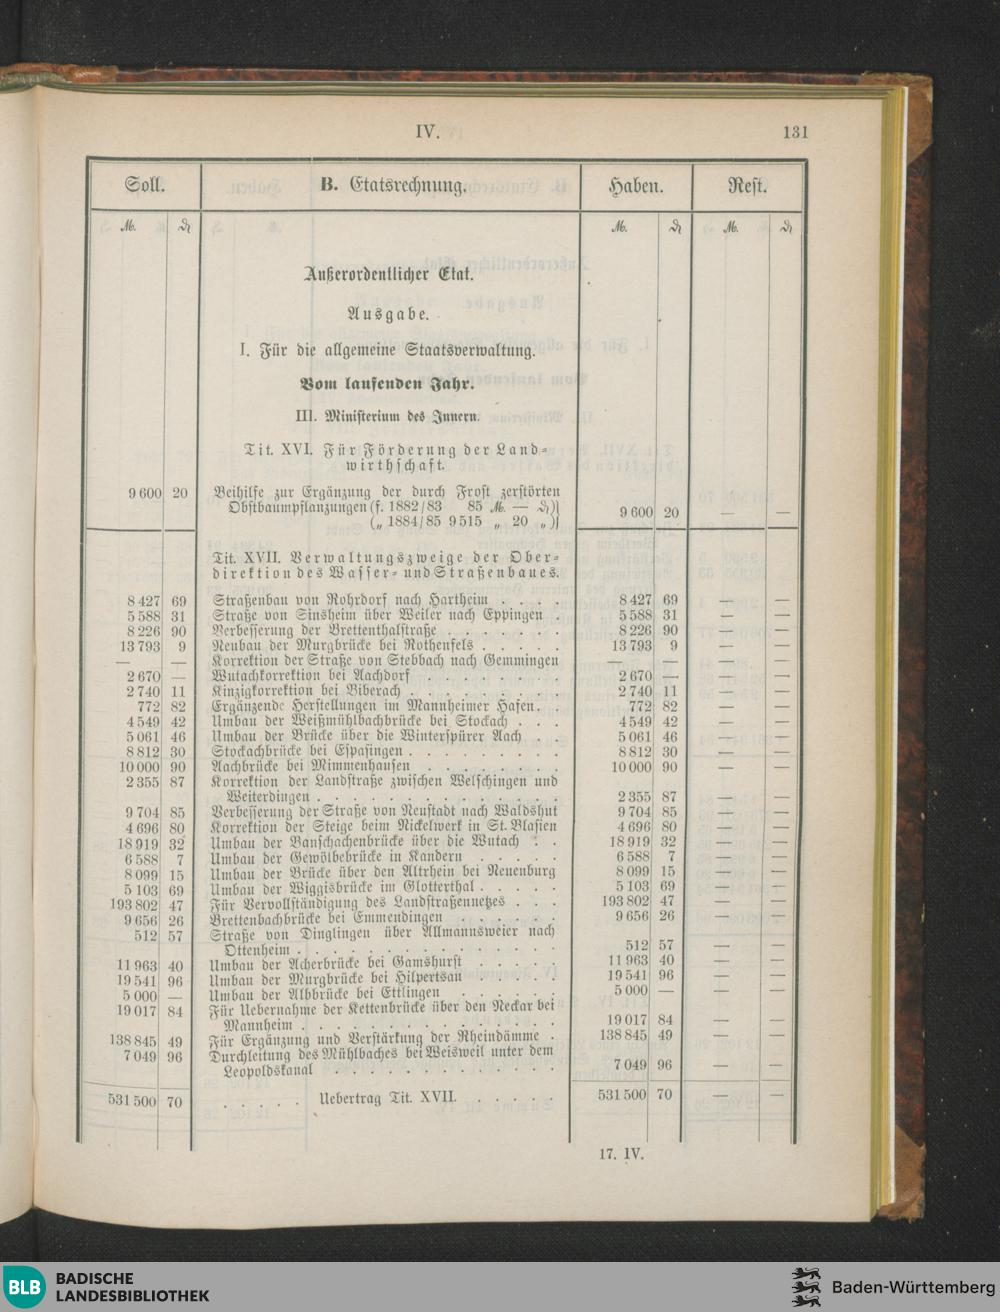 IV. 131
Soll. B. Etatsrechnung. Haben. Rest.
ℳ. ₰ ℳ. ₰ ℳ. ₰
Außerordentlicher Etat.
Ausgabe.
I. Für die allgemeine Staatsverwaltung.
Vom laufenden Jahr.
III. Ministerium des Innern.
Tit. XVI. Für Förderung der Land-
wirthschaft.
9 600 20 Beihilfe zur Ergänzung der durch Frost zerstörten
Obstbaumpflanzungen (f. 1882/83 85 ℳ. — ₰)
(„ 1884/85 9 515 „ 20 „) 9 600 20 — —
Tit. XVII. Verwaltungszweige der Ober-
direktion des Wasser- und Straßenbaues.
8 427 69 Straßenbau von Rohrdorf nach Hartheim . . . . 8 427 69 — —
5 588 31 Straße von Sinsheim über Weiler nach Eppingen . 5 588 31 — —
8 226 90 Verbesserung der Brettenthalstraße . . . . . . . 8 226 90 — —
13 793 9 Neubau der Murgbrücke bei Rothenfels . . . . . 13 793 9 — —
— — Korrektion der Straße von Stebbach nach Gemmingen — — — —
2 670 — Wutachkorrektion bei Aachdorf . . . . . . . . 2 670 — — —
2 740 11 Kinzigkorrektion bei Biberach . . . . . . . . . 2 740 11 — —
772 82 Ergänzende Herstellungen im Mannheimer Hafen. . . 772 82 — —
4 549 42 Umbau der Weißmühlbachbrücke bei Stockach . . . 4 549 42 — —
5 061 46 Umbau der Brücke über die Winterspürer Aach . . . 5 061 46 — —
8 812 30 Stockachbrücke bei Espasingen . . . . . . . . . 8 812 30 — —
10 000 90 Aachbrücke bei Mimmenhausen . . . . . . . . 10 000 90 — —
2 355 87 Korrektion der Landstraße zwischen Welschingen und
Weiterdingen . . . . . . . . . . . . . . 2 355 87 — —
9 704 85 Verbesserung der Straße von Neustadt nach Waldshut 9 704 85 — —
4 696 80 Korrektion der Steige beim Nickelwerk in St. Blasien 4 696 80 — —
18 919 32 Umbau der Banschachenbrücke über die Wutach . . 18 919 32 — —
6 588 7 Umbau der Gewölbebrücke in Kandern . . . . . 6 588 7 — —
8 099 15 Umbau der Brücke über den Altrhein bei Neuenburg 8 099 15 — —
5 103 69 Umbau der Wiggisbrücke im Glotterthal . . . . . 5 103 69 — —
193 802 47 Für Vervollständigung des Landstraßennetzes . . . 193 802 47 — —
9 656 26 Brettenbachbrücke bei Emmendingen . . . . . . 9 656 26 — —
512 57 Straße von Dinglingen über Allmannsweier nach
Ottenheim . . . . . . . . . . . . . . . 512 57 — —
11 963 40 Umbau der Acherbrücke bei Gamshurst . . . . . 11 963 40 — —
19 541 96 Umbau der Murgbrücke bei Hilpertsau . . . . . 19 541 96 — —
5 000 — Umbau der Albbrücke bei Ettlingen . . . . . . 5 000 — — —
19 017 84 Für Uebernahme der Kettenbrücke über den Neckar bei
Mannheim . . . . . . . . . . . . . . . 19 017 84 — —
138 845 49 Für Ergänzung und Verstärkung der Rheindämme . 138 845 49 — —
7 049 96 Durchleitung des Mühlbaches bei Weisweil unter dem
Leopoldskanal . . . . . . . . . . . . . 7 049 96 — —
531 500 70 . . . . . Uebertrag Tit. XVII. . . . . . 531 500 70 — —
17. IV.
BLB BADISCHE
LANDESBIBLIOTHEK
Baden-Württemberg